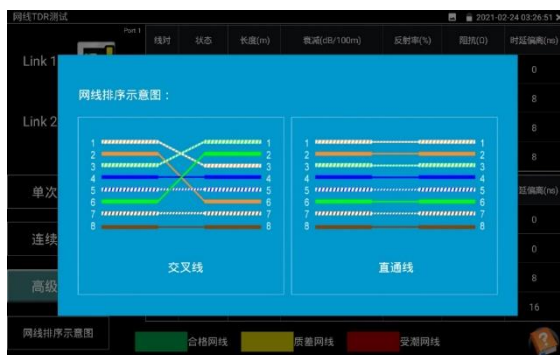 网线TDR测试
2021-02-24 03:26:51
Port 1
线对 状态 长度(m) 衰减(dB/100m) 反射率(%) 阻抗(Ω) 时延偏离(ns)
Link 1
0
8
网线排序示意图：
Link 2
8
8
1 1 1 1
2 2 2 2
3 3 3 3
4 4 4 4
5 5 5 5
6 6 6 6
7 7 7 7
8 8 8 8
单次
延偏离(ns)
0
连续
0
交叉线 直通线
高级
8
16
网线排序示意图 合格网线 质差网线 受潮网线